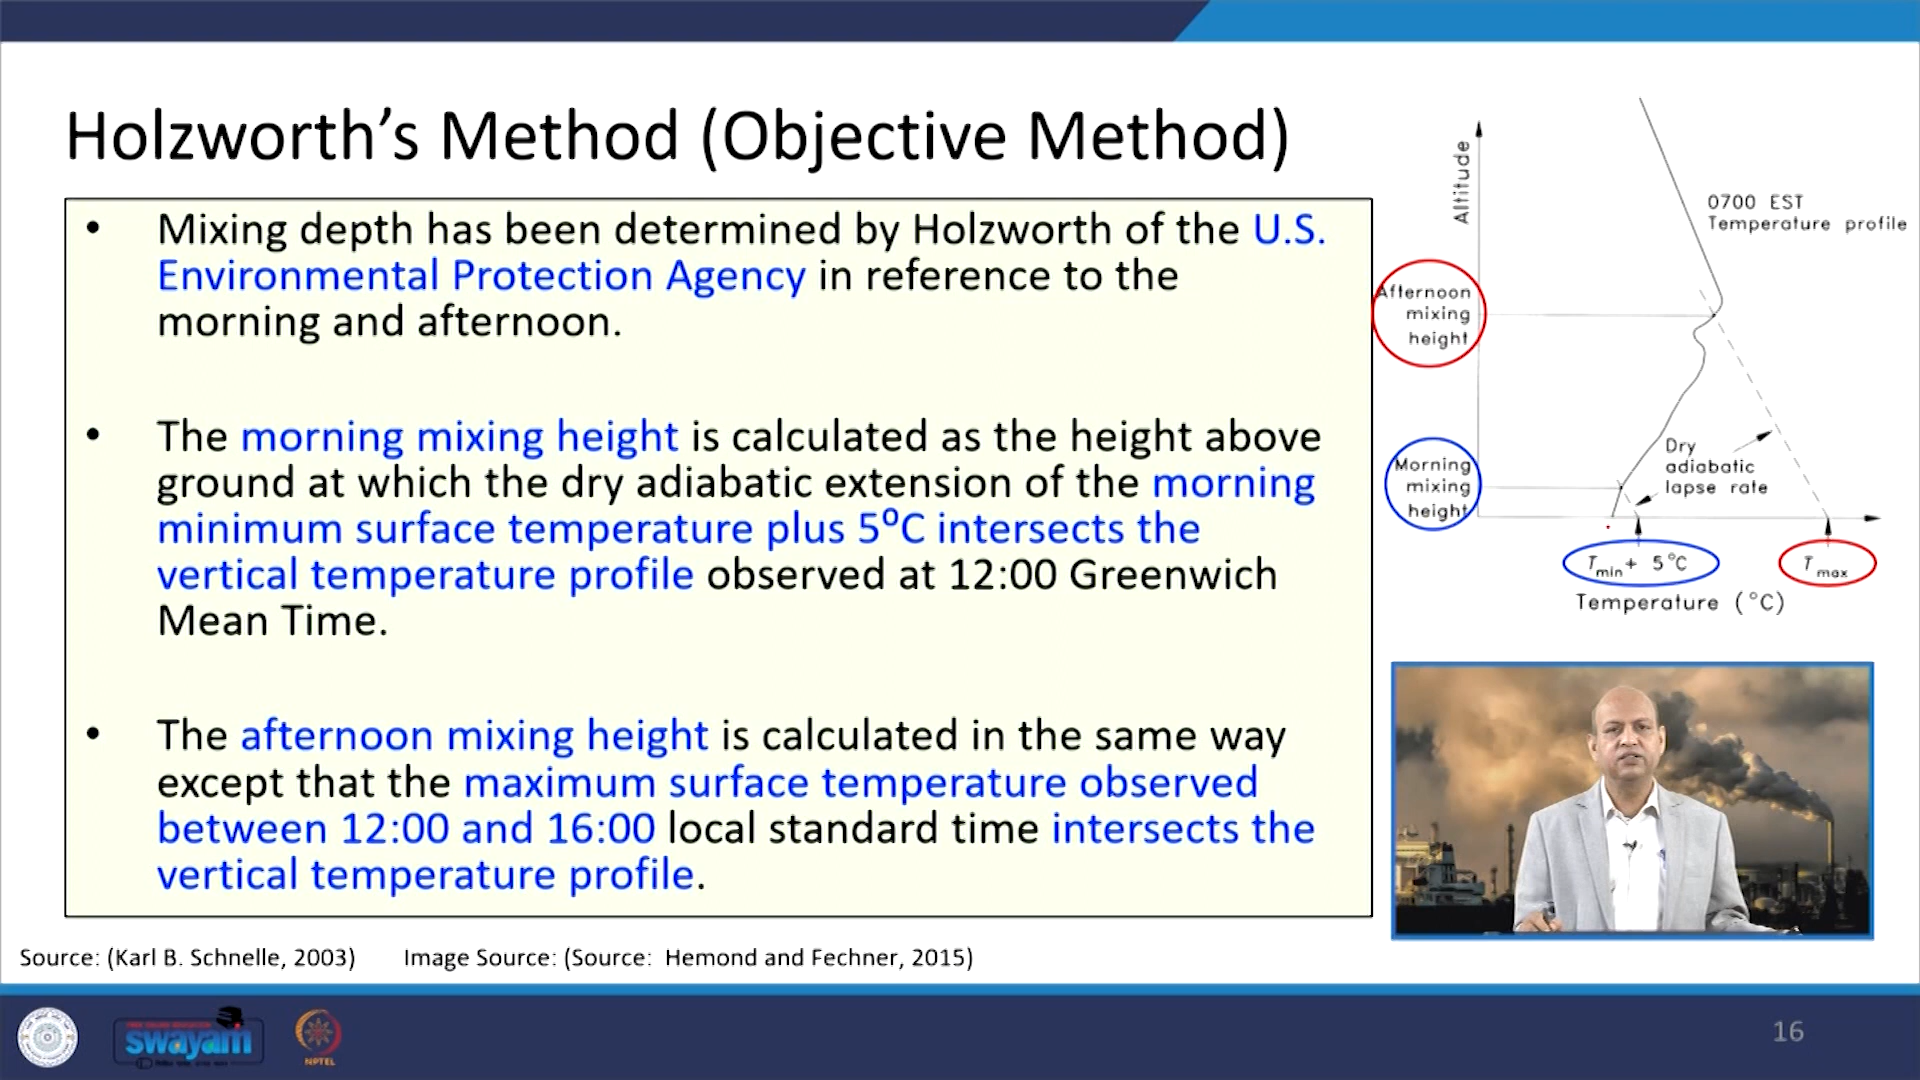 Holzworth’s Method (Objective Method)
• Mixing depth has been determined by Holzworth of the U.S.
Environmental Protection Agency in reference to the
morning and afternoon.
• The morning mixing height is calculated as the height above
ground at which the dry adiabatic extension of the morning
minimum surface temperature plus 5⁰C intersects the
vertical temperature profile observed at 12:00 Greenwich
Mean Time.
• The afternoon mixing height is calculated in the same way
except that the maximum surface temperature observed
between 12:00 and 16:00 local standard time intersects the
vertical temperature profile.
Altitude
0700 EST
Temperature profile
Afternoon
mixing
height
Dry
adiabatic
lapse rate
Morning
mixing
height
Tmin + 5°C
Tmax
Temperature (°C)
Source: (Karl B. Schnelle, 2003) Image Source: (Source: Hemond and Fechner, 2015)
swayam
NPTEL
16